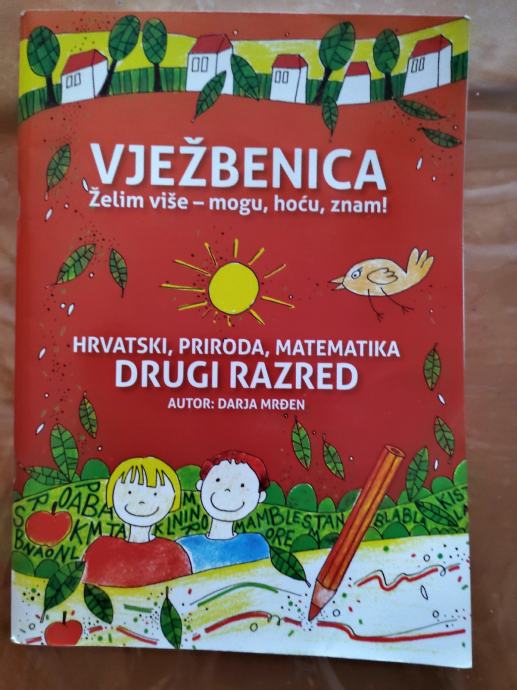 VJEŽBENICA
Želim više – mogu, hoću, znam!
HRVATSKI, PRIRODA, MATEMATIKA
DRUGI RAZRED
AUTOR: DARJA MRĐEN